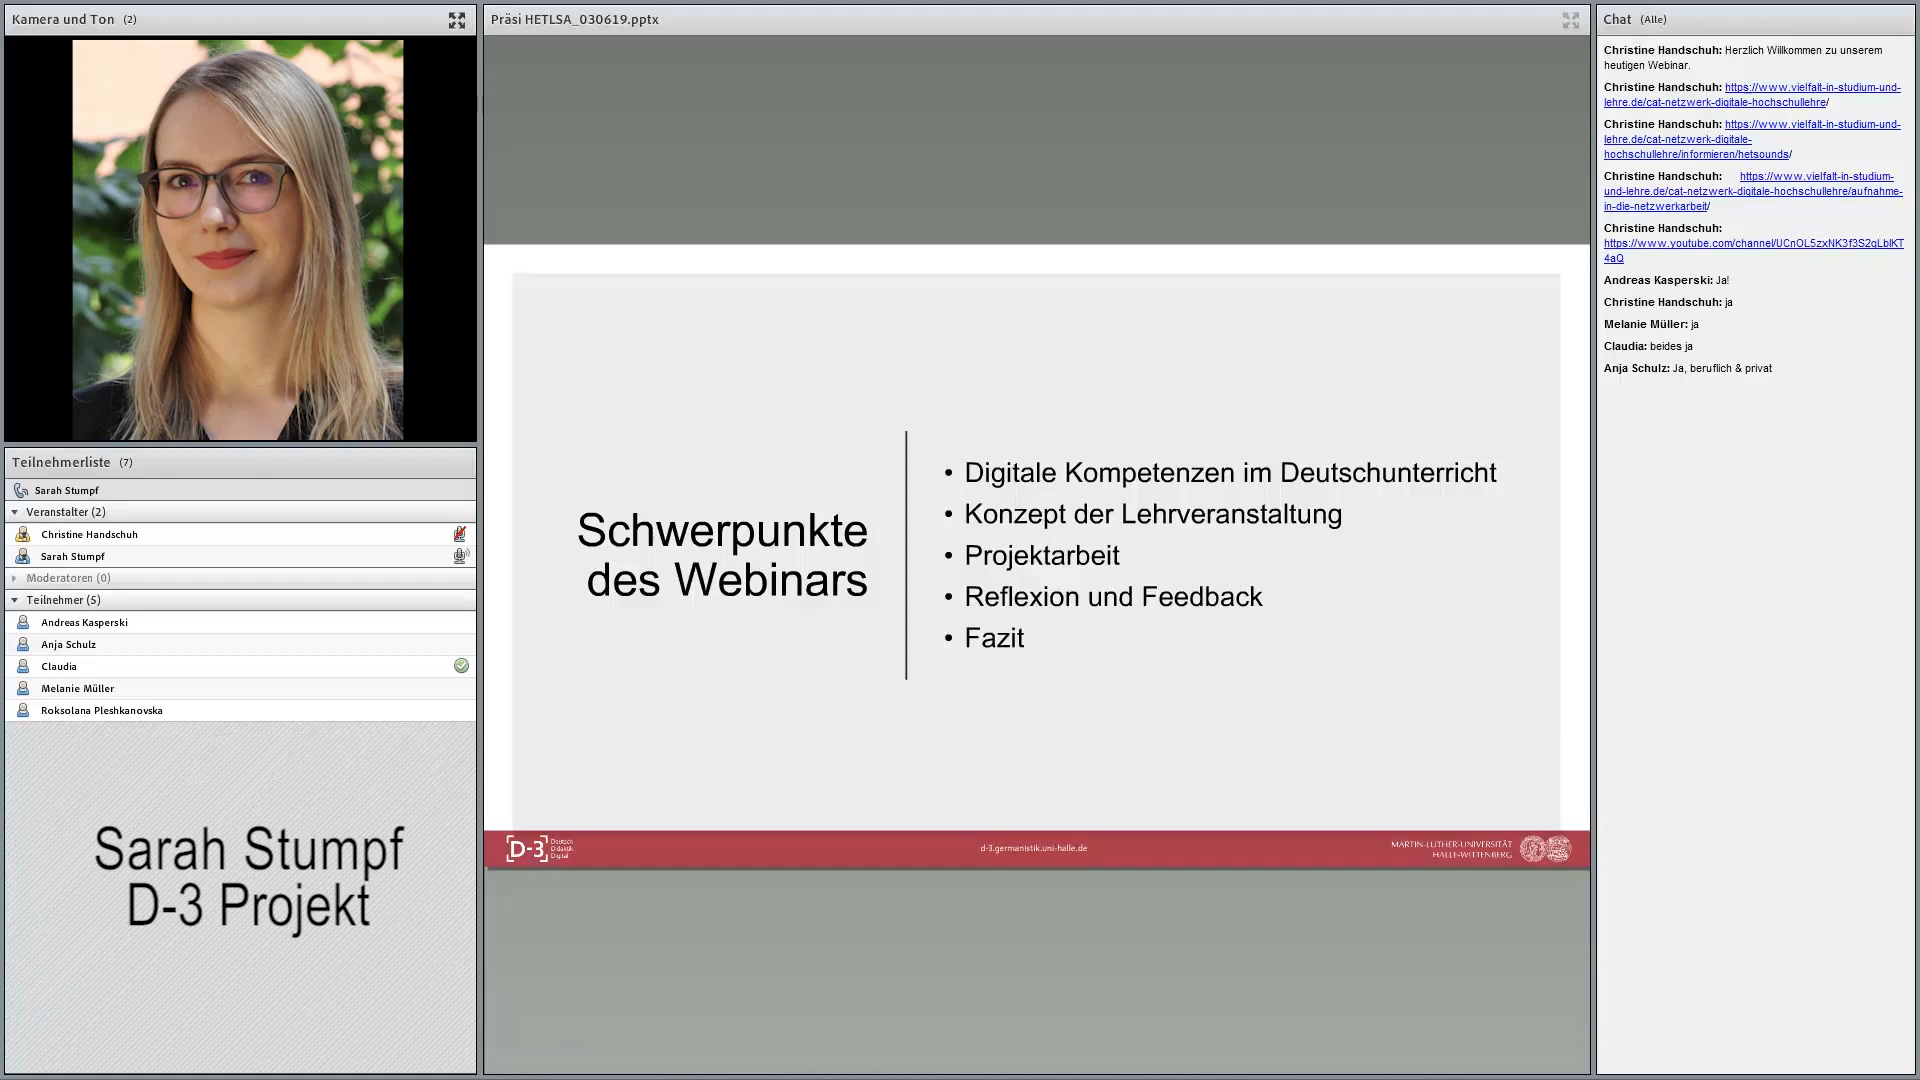 Kamera und Ton (2)
Teilnehmerliste (7)
Sarah Stumpf
Veranstalter (2)
Christine Handschuh
Sarah Stumpf
Moderatoren (0)
Teilnehmer (5)
Andreas Kasperski
Anja Schulz
Claudia
Melanie Müller
Roksolana Pleshkanovska
Sarah Stumpf
D-3 Projekt
Präsi HETLSA_030619.pptx
Schwerpunkte
des Webinars
• Digitale Kompetenzen im Deutschunterricht
• Konzept der Lehrveranstaltung
• Projektarbeit
• Reflexion und Feedback
• Fazit
[D-3]
Deutsch
Didaktik
Digital
d-3.germanistik.uni-halle.de
MARTIN-LUTHER-UNIVERSITÄT
HALLE-WITTENBERG
Chat (Alle)
Christine Handschuh: Herzlich Willkommen zu unserem
heutigen Webinar.
Christine Handschuh: https://www.vielfalt-in-studium-und-
lehre.de/cat-netzwerk-digitale-hochschullehre/
Christine Handschuh: https://www.vielfalt-in-studium-und-
lehre.de/cat-netzwerk-digitale-
hochschullehre/informieren/hetsounds/
Christine Handschuh: https://www.vielfalt-in-studium-
und-lehre.de/cat-netzwerk-digitale-hochschullehre/aufnahme-
in-die-netzwerkarbeit/
Christine Handschuh:
https://www.youtube.com/channel/UCnOL5zxNK3f3S2qLblKT
4aQ
Andreas Kasperski: Ja!
Christine Handschuh: ja
Melanie Müller: ja
Claudia: beides ja
Anja Schulz: Ja, beruflich & privat